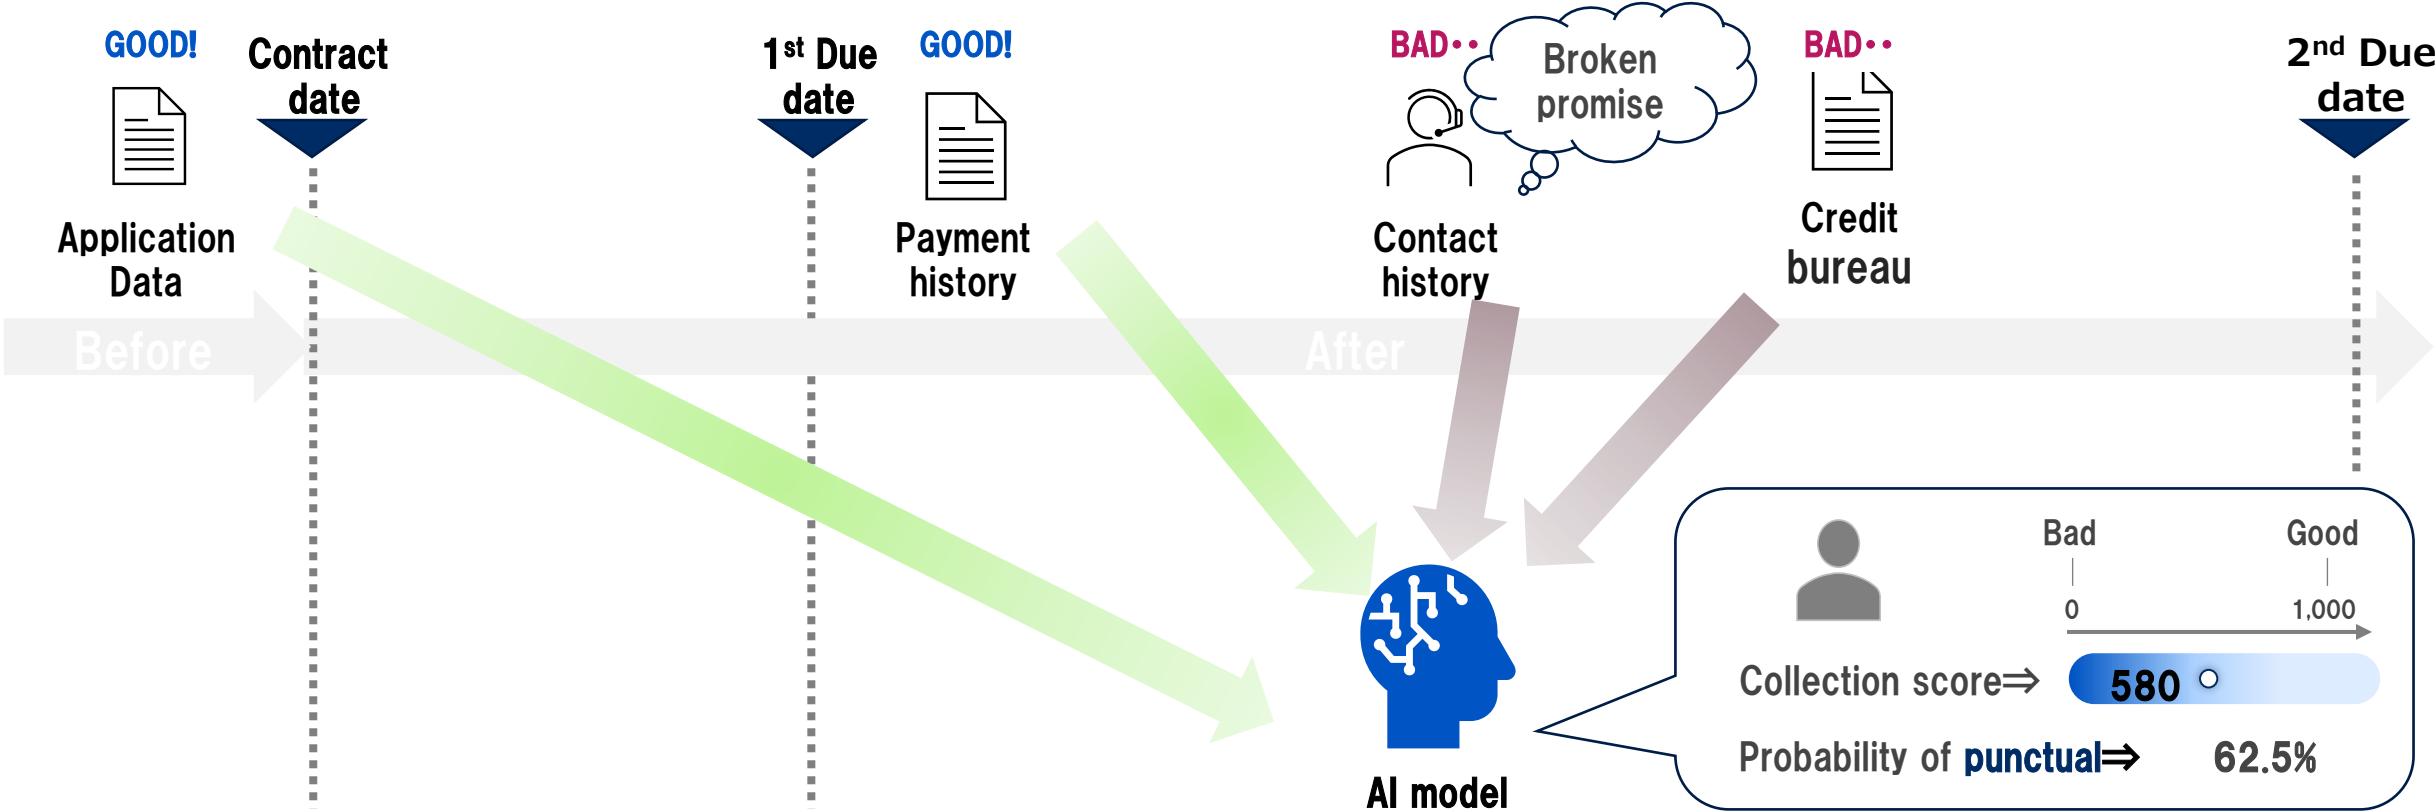 GOOD!
Contract
date
Application
Data
1st Due
date
GOOD!
Payment
history
BAD••
Broken
promise
Contact
history
BAD••
Credit
bureau
2nd Due
date
Before
After
AI model
Bad
Good
0
1,000
Collection score⇒
580
Probability of punctual⇒ 62.5%